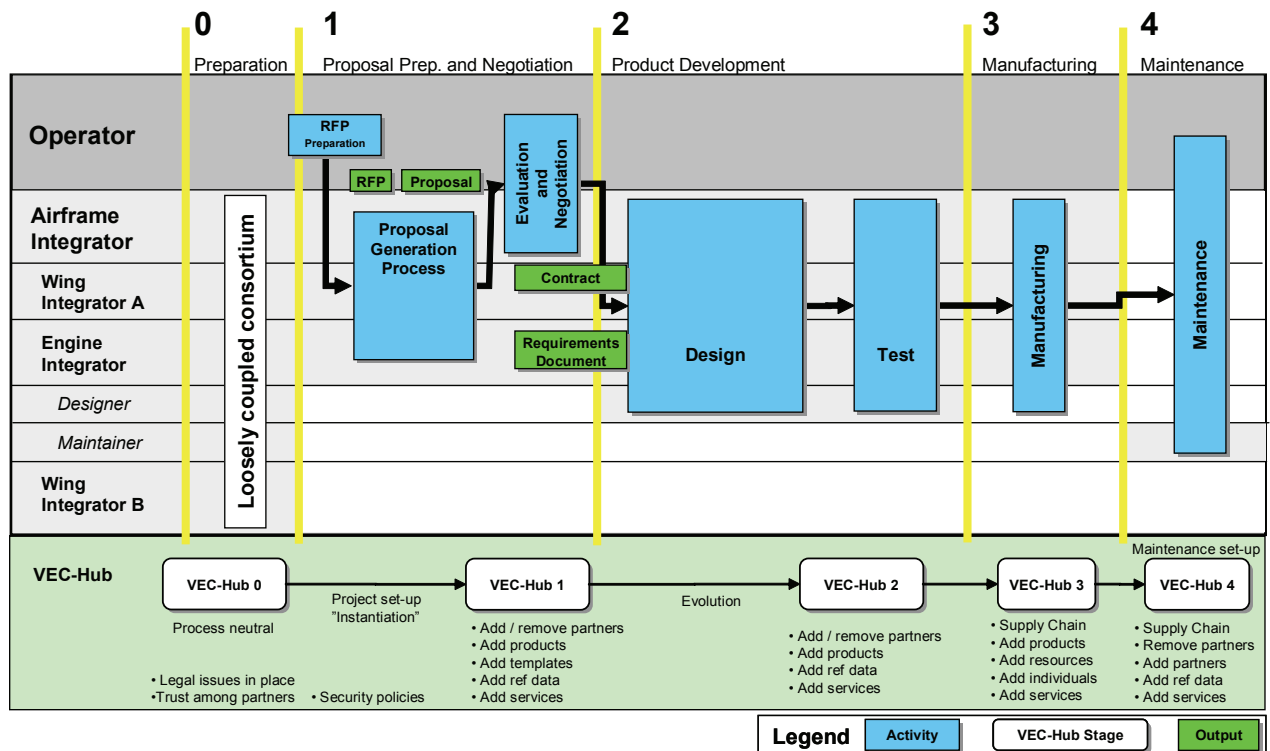 0
1
2
3
4
Preparation
Proposal Prep. and Negotiation
Product Development
Manufacturing
Maintenance
Operator
RFP
Preparation
RFP
Proposal
Evaluation
and
Negotiation
Airframe
Integrator
Loosely coupled consortium
Proposal
Generation
Process
Wing
Integrator A
Contract
Engine
Integrator
Requirements
Document
Design
Test
Manufacturing
Maintenance
Designer
Maintainer
Wing
Integrator B
VEC-Hub
Maintenance set-up
VEC-Hub 0
VEC-Hub 1
VEC-Hub 2
VEC-Hub 3
VEC-Hub 4
Process neutral
Project set-up
"Instantiation"
Evolution
• Legal issues in place
• Trust among partners
• Security policies
• Add / remove partners
• Add products
• Add templates
• Add ref data
• Add services
• Add / remove partners
• Add products
• Add ref data
• Add services
• Supply Chain
• Add products
• Add resources
• Add individuals
• Add services
• Supply Chain
• Remove partners
• Add partners
• Add ref data
• Add services
Legend
Activity
VEC-Hub Stage
Output